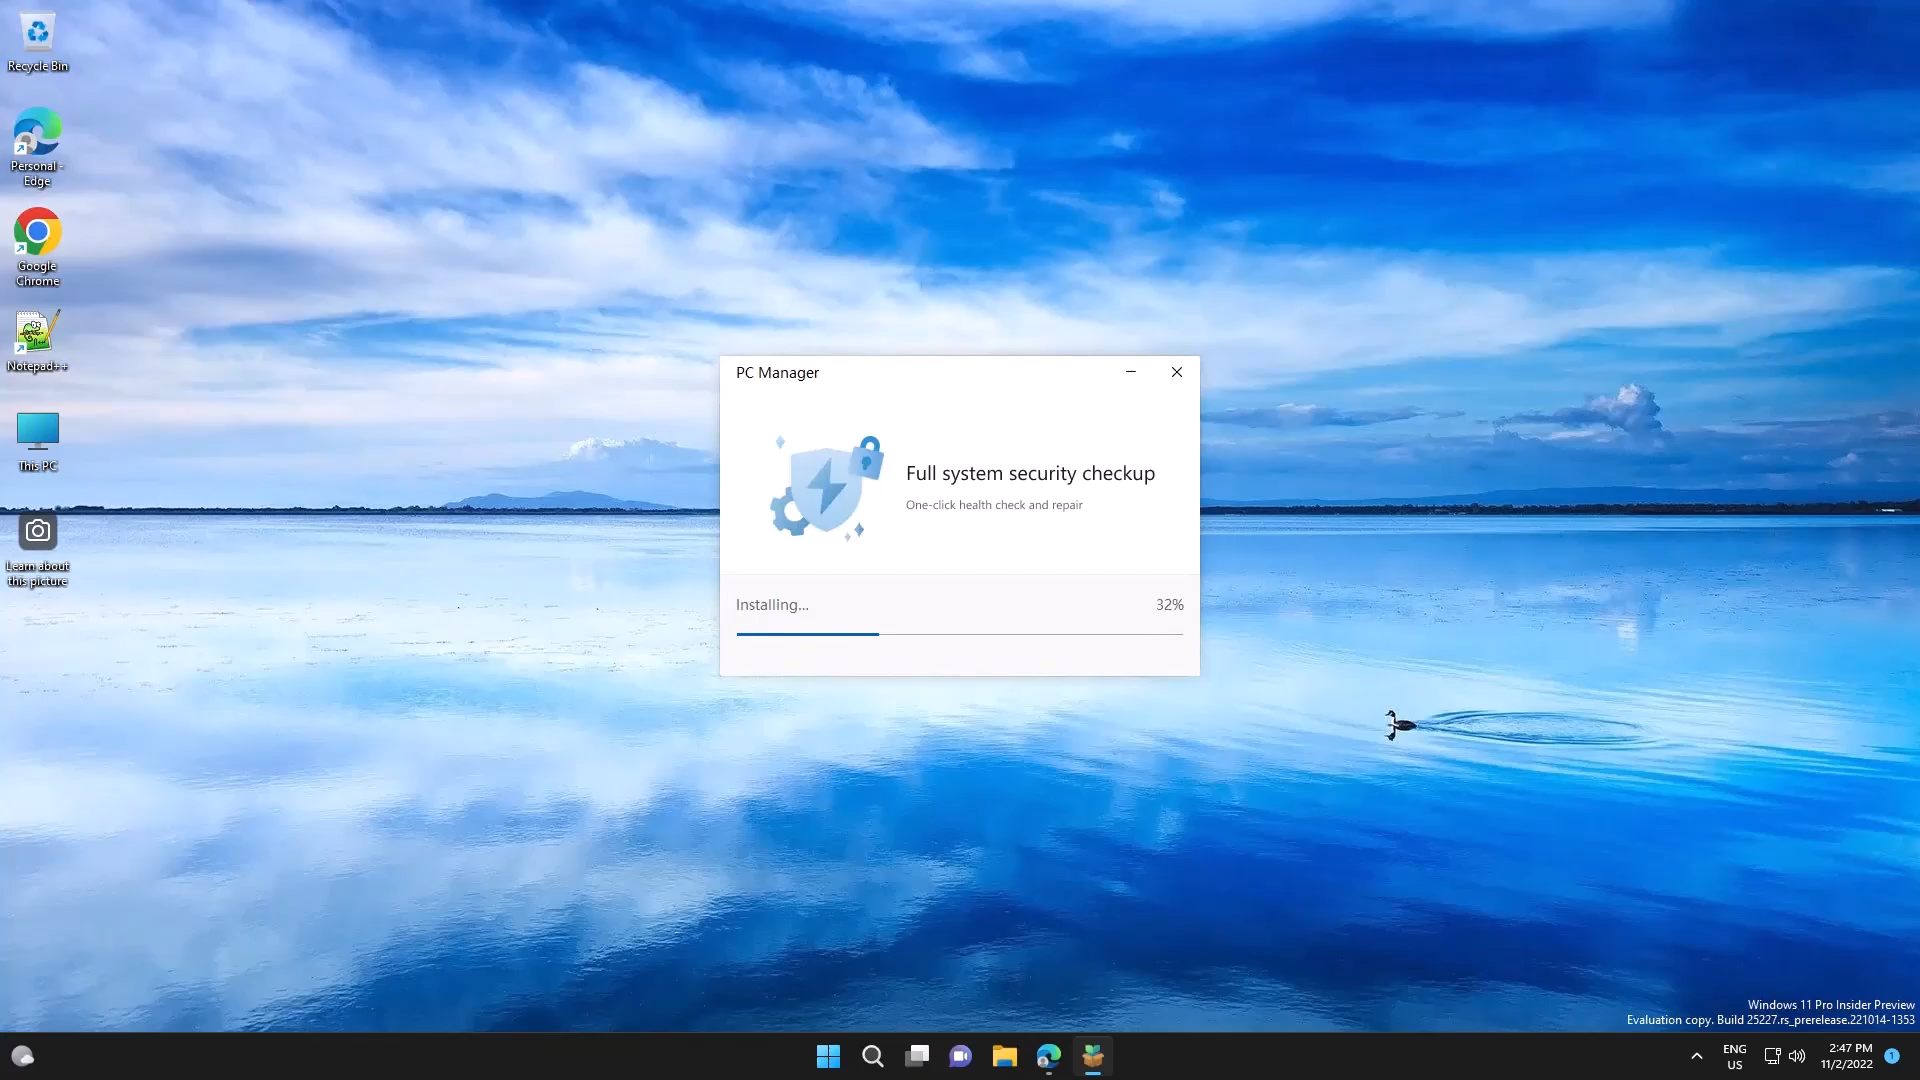 Recycle Bin
Personal -
Edge
Google
Chrome
Notepad++
This PC
Learn about
this picture
PC Manager
Full system security checkup
One-click health check and repair
Installing...
32%
Windows 11 Pro Insider Preview
Evaluation copy. Build 25227.rs_prerelease.221014-1353
ENG
US
2:47 PM
11/2/2022
1